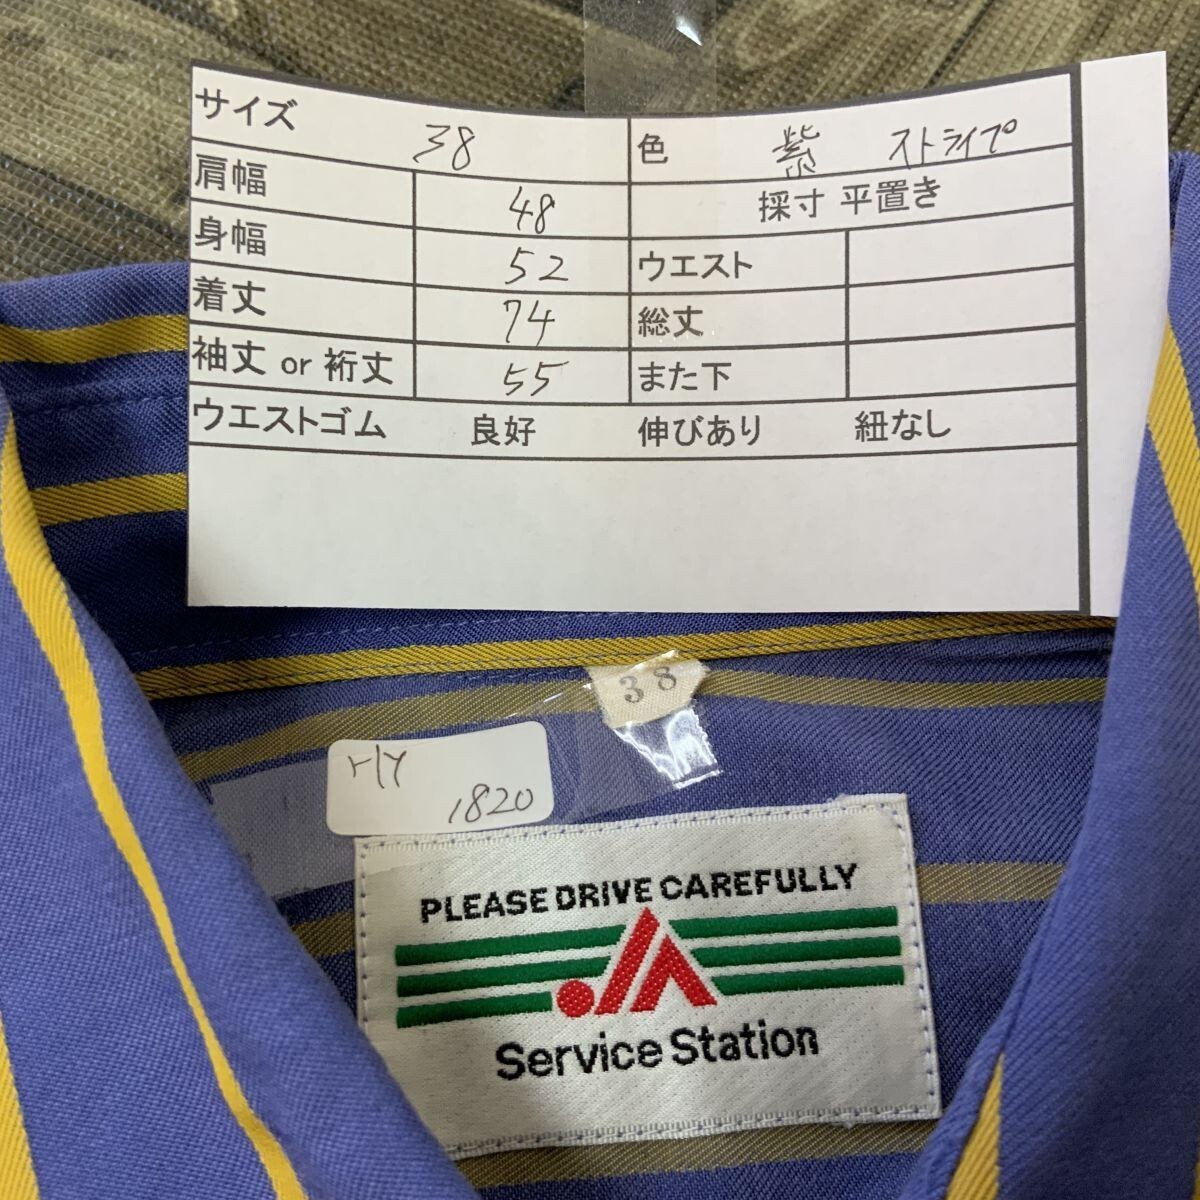 サイズ 38 色 紫 ストライプ
肩幅 48 採寸 平置き
身幅 52 ウエスト
着丈 74 総丈
袖丈 or 裄丈 55 また下
ウエストゴム 良好 伸びあり 紐なし
38
1820
PLEASE DRIVE CAREFULLY
JA
Service Station